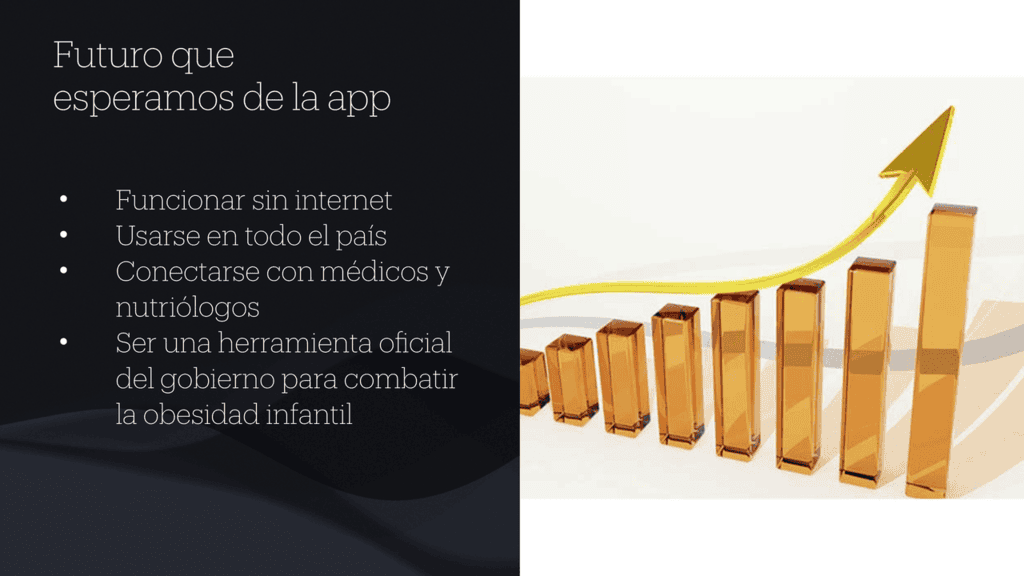 Futuro que
esperamos de la app
• Funcionar sin internet
• Usarse en todo el país
• Conectarse con médicos y
nutriólogos
• Ser una herramienta oficial
del gobierno para combatir
la obesidad infantil